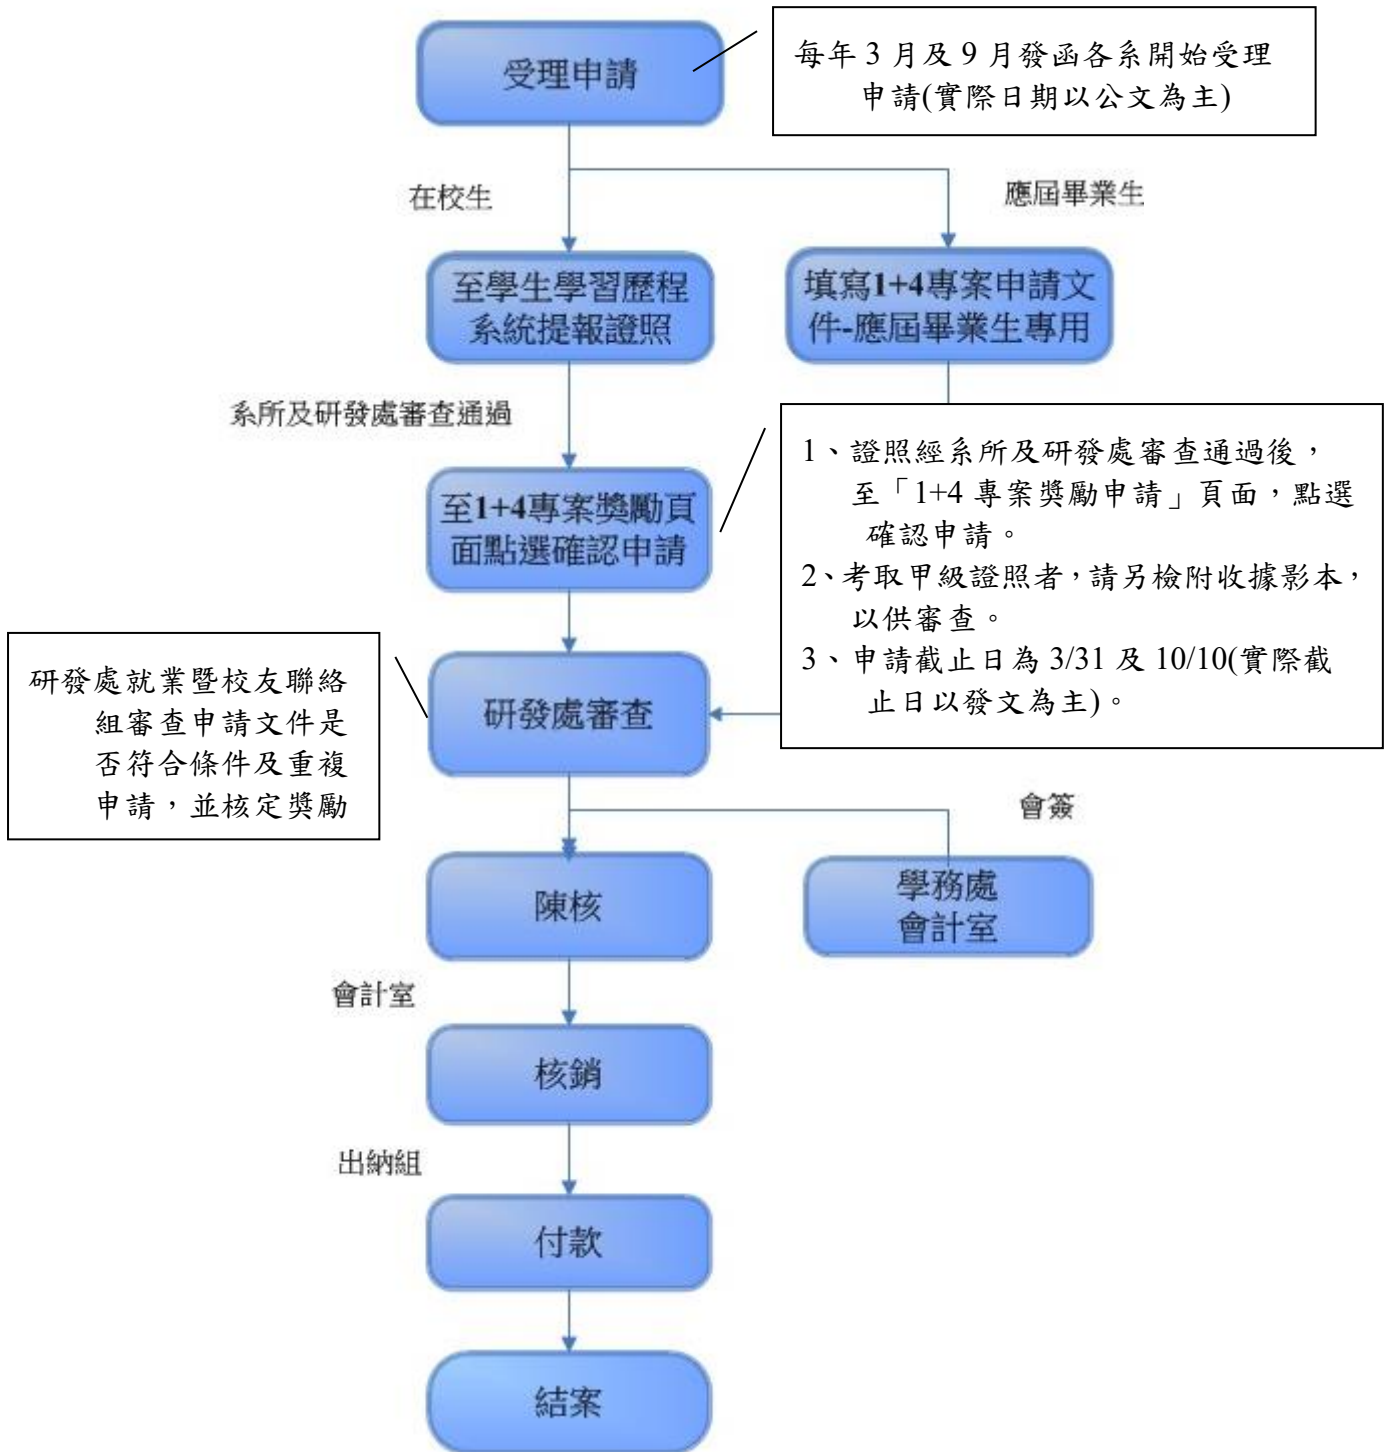 受理申請
每年 3 月及 9 月發函各系開始受理
申請(實際日期以公文為主)
在校生
應屆畢業生
至學生學習歷程
系統提報證照
填寫1+4專案申請文
件-應屆畢業生專用
系所及研發處審查通過
1、證照經系所及研發處審查通過後，
至「1+4 專案獎勵申請」頁面，點選
確認申請。
2、考取甲級證照者，請另檢附收據影本，
以供審查。
3、申請截止日為 3/31 及 10/10(實際截
止日以發文為主)。
至1+4專案獎勵頁
面點選確認申請
研發處就業暨校友聯絡
組審查申請文件是
否符合條件及重複
申請，並核定獎勵
研發處審查
會簽
陳核
學務處
會計室
會計室
核銷
出納組
付款
結案